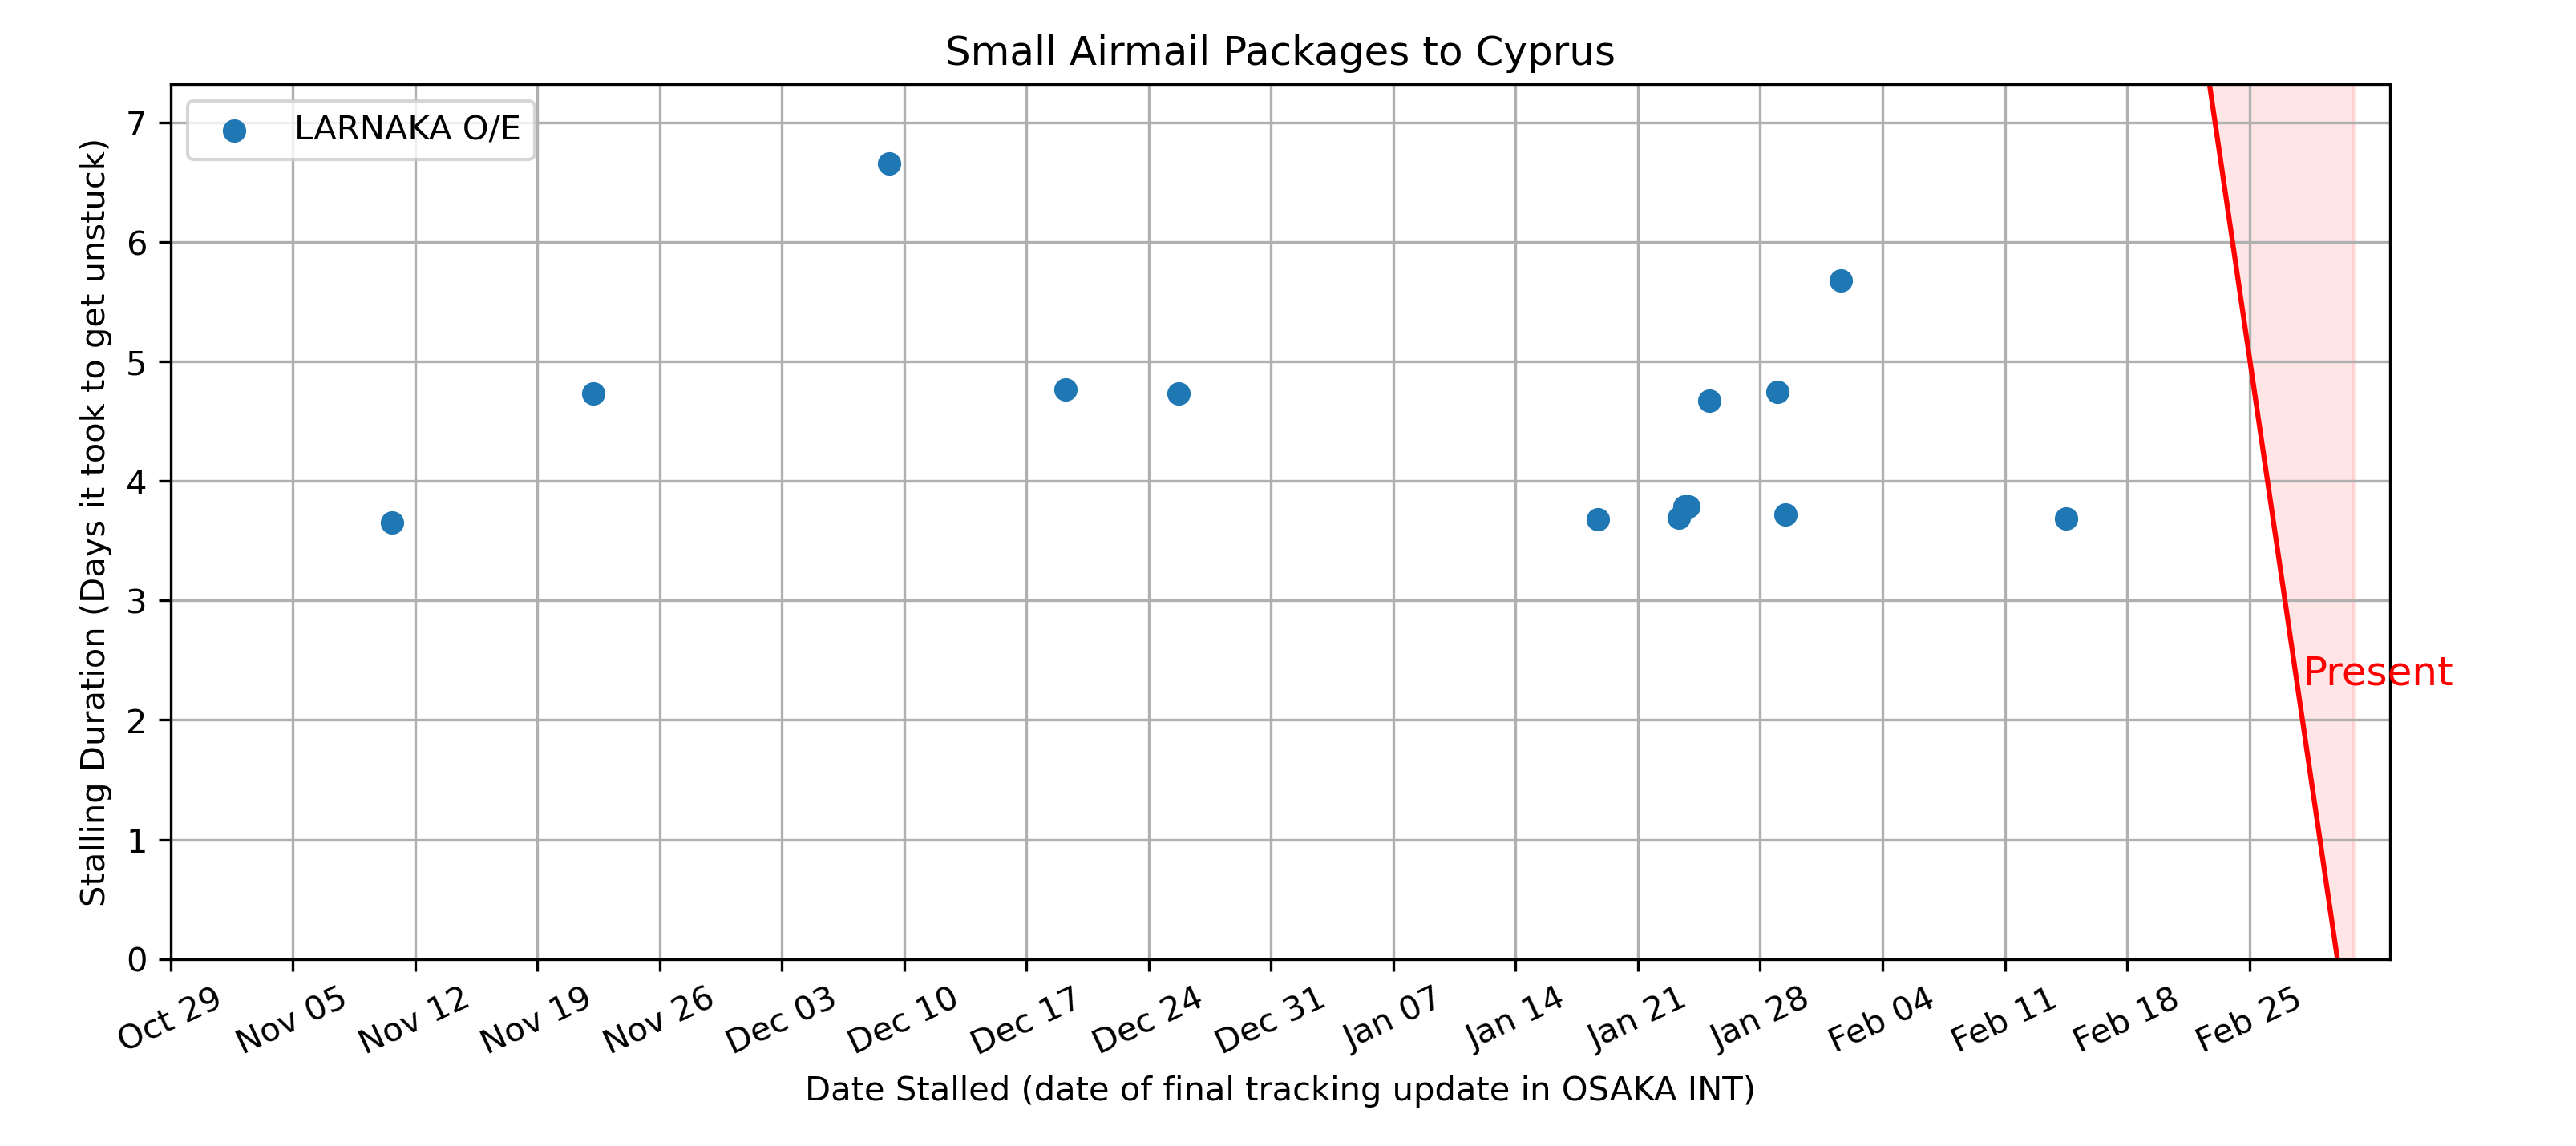 Small Airmail Packages to Cyprus
LARNAKA O/E
Stalling Duration (Days it took to get unstuck)
7
6
5
4
3
2
1
0
Present
Oct 29
Nov 05
Nov 12
Nov 19
Nov 26
Dec 03
Dec 10
Dec 17
Dec 24
Dec 31
Jan 07
Jan 14
Jan 21
Jan 28
Feb 04
Feb 11
Feb 18
Feb 25
Date Stalled (date of final tracking update in OSAKA INT)